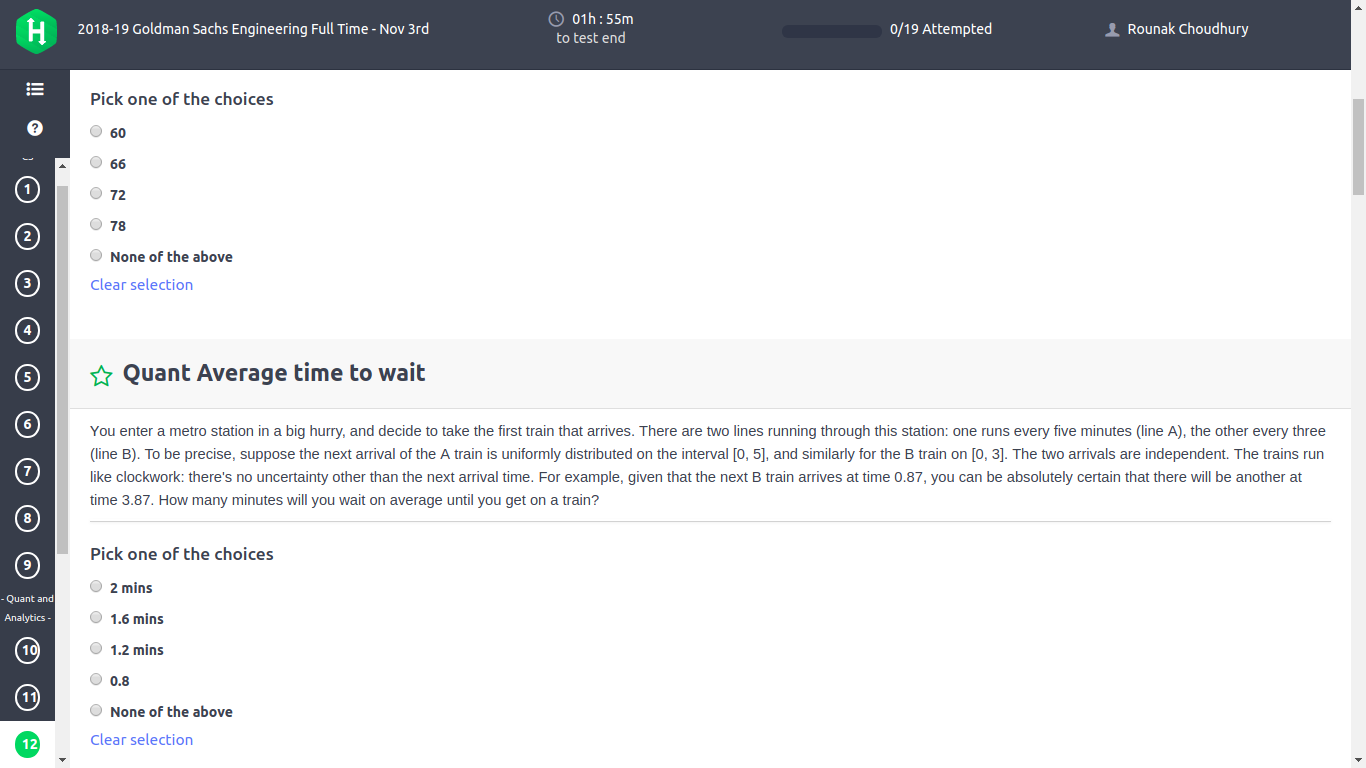 2018-19 Goldman Sachs Engineering Full Time - Nov 3rd
01h : 55m
to test end
0/19 Attempted
Rounak Choudhury
Pick one of the choices
60
66
72
78
None of the above
Clear selection
Quant Average time to wait
You enter a metro station in a big hurry, and decide to take the first train that arrives. There are two lines running through this station: one runs every five minutes (line A), the other every three
(line B). To be precise, suppose the next arrival of the A train is uniformly distributed on the interval [0, 5], and similarly for the B train on [0, 3]. The two arrivals are independent. The trains run
like clockwork: there's no uncertainty other than the next arrival time. For example, given that the next B train arrives at time 0.87, you can be absolutely certain that there will be another at
time 3.87. How many minutes will you wait on average until you get on a train?
Pick one of the choices
2 mins
1.6 mins
1.2 mins
0.8
None of the above
Clear selection
?
1
2
3
4
5
6
7
8
9
- Quant and
Analytics -
10
11
12